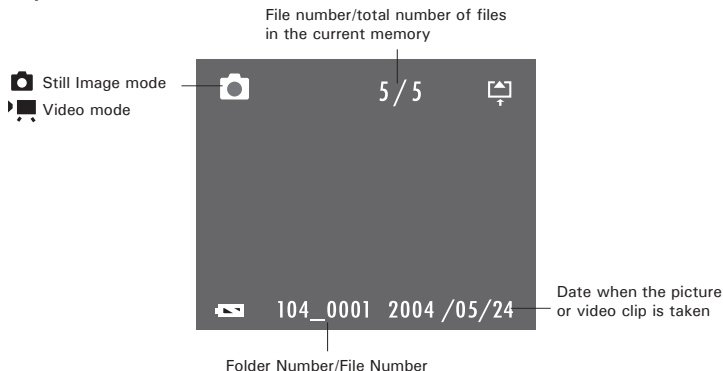 File number/total number of files
in the current memory
Still Image mode
Video mode
5/5
104_0001 2004 /05/24
Date when the picture
or video clip is taken
Folder Number/File Number